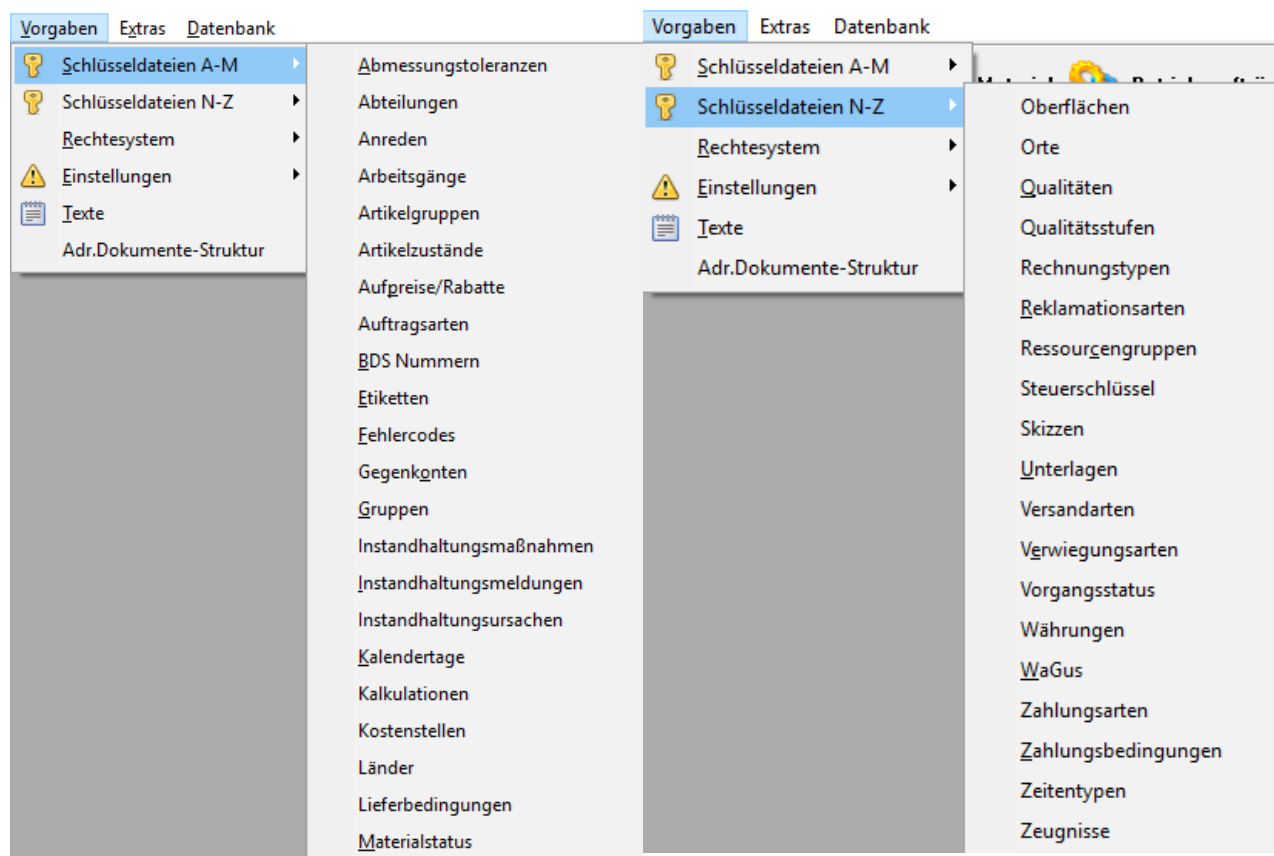 Vorgaben Extras Datenbank
Schlüsseldateien A-M
Schlüsseldateien N-Z
Rechtesystem
Einstellungen
Texte
Adr.Dokumente-Struktur
Abmessungstoleranzen
Abteilungen
Anreden
Arbeitsgänge
Artikelgruppen
Artikelzustände
Aufpreise/Rabatte
Auftragsarten
BDS Nummern
Etiketten
Fehlercodes
Gegenkonten
Gruppen
Instandhaltungsmaßnahmen
Instandhaltungsmeldungen
Instandhaltungsursachen
Kalendertage
Kalkulationen
Kostenstellen
Länder
Lieferbedingungen
Materialstatus
Vorgaben Extras Datenbank
Schlüsseldateien A-M
Schlüsseldateien N-Z
Rechtesystem
Einstellungen
Texte
Adr.Dokumente-Struktur
Oberflächen
Orte
Qualitäten
Qualitätsstufen
Rechnungstypen
Reklamationsarten
Ressourcengruppen
Steuerschlüssel
Skizzen
Unterlagen
Versandarten
Verwiegungsarten
Vorgangsstatus
Währungen
WaGus
Zahlungsarten
Zahlungsbedingungen
Zeitentypen
Zeugnisse